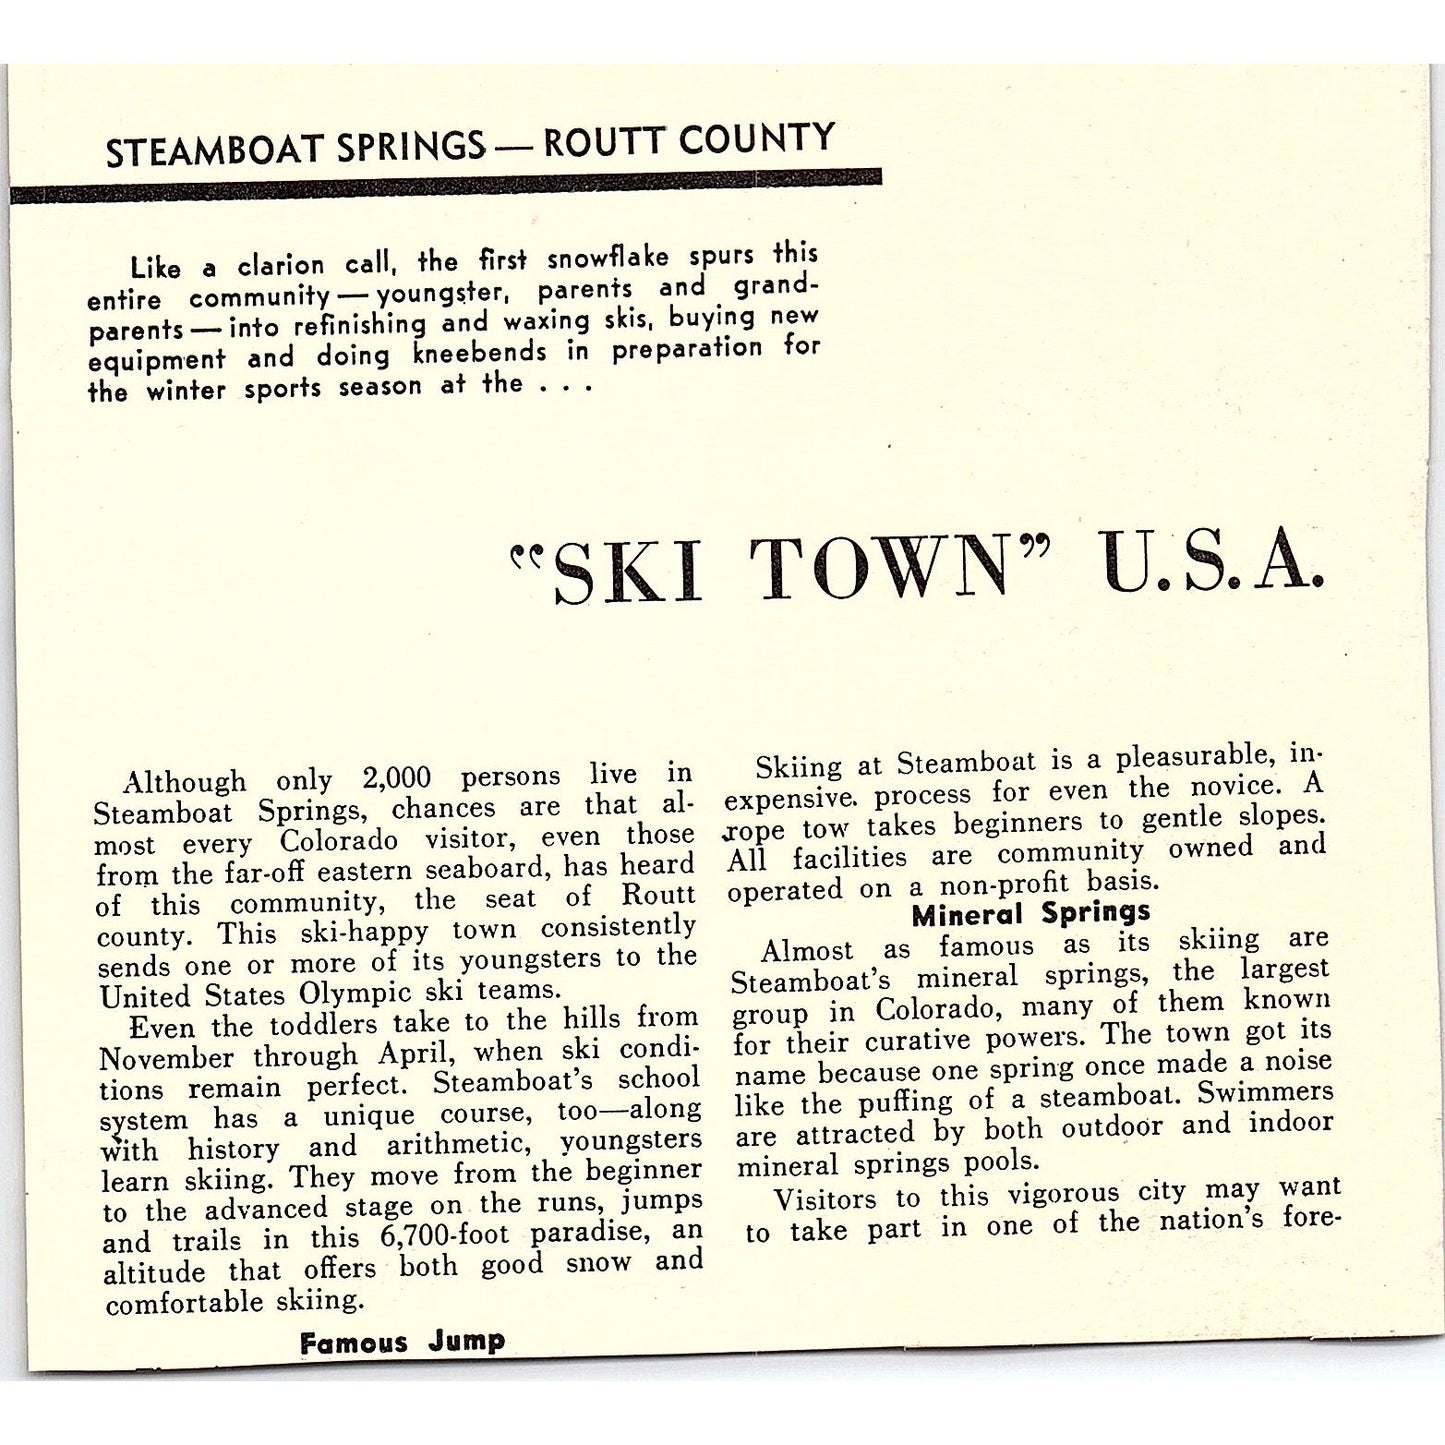 STEAMBOAT SPRINGS — ROUTT COUNTY
Like a clarion call, the first snowflake spurs this
entire community — youngster, parents and grand-
parents — into refinishing and waxing skis, buying new
equipment and doing kneebends in preparation for
the winter sports season at the . . .
“SKI TOWN” U.S.A.
Although only 2,000 persons live in
Steamboat Springs, chances are that al-
most every Colorado visitor, even those
from the far-off eastern seaboard, has heard
of this community, the seat of Routt
county. This ski-happy town consistently
sends one or more of its youngsters to the
United States Olympic ski teams.
Even the toddlers take to the hills from
November through April, when ski condi-
tions remain perfect. Steamboat's school
system has a unique course, too—along
with history and arithmetic, youngsters
learn skiing. They move from the beginner
to the advanced stage on the runs, jumps
and trails in this 6,700-foot paradise, an
altitude that offers both good snow and
comfortable skiing.
Famous Jump
Skiing at Steamboat is a pleasurable, in-
expensive. process for even the novice. A
rope tow takes beginners to gentle slopes.
All facilities are community owned and
operated on a non-profit basis.
Mineral Springs
Almost as famous as its skiing are
Steamboat's mineral springs, the largest
group in Colorado, many of them known
for their curative powers. The town got its
name because one spring once made a noise
like the puffing of a steamboat. Swimmers
are attracted by both outdoor and indoor
mineral springs pools.
Visitors to this vigorous city may want
to take part in one of the nation's fore-